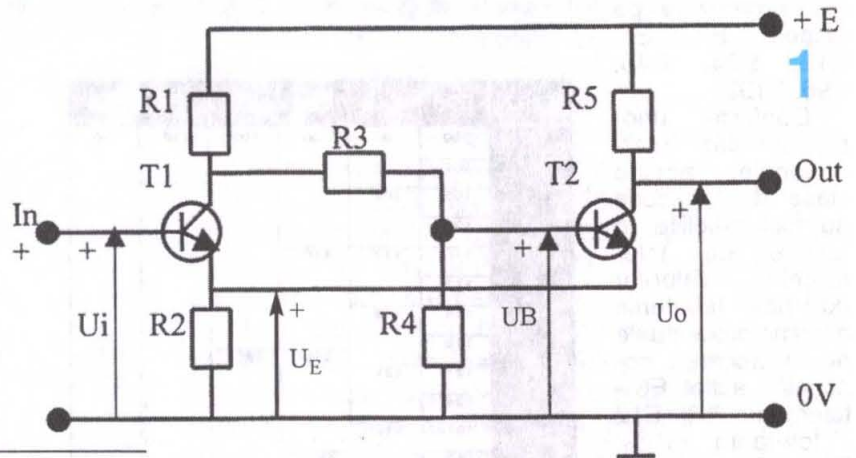 + E
1
R1
R5
R3
T1
T2
Out
+
In
+
+
+
Ui
R2
+
U_E
R4
UB
Uo
0V